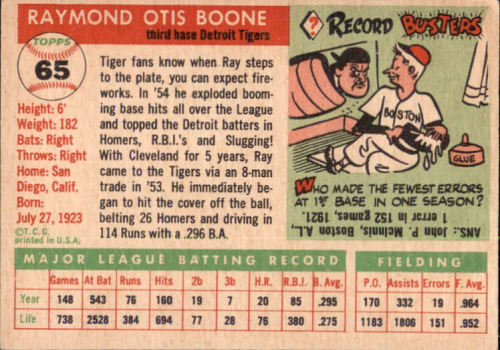 RAYMOND OTIS BOONE
third base Detroit Tigers
TOPPS
65
Height: 6'
Weight: 182
Bats: Right
Throws: Right
Home: San
Diego, Calif.
Born:
July 27, 1923
©T.C.G.
printed in U.S.A.
Tiger fans know when Ray steps
to the plate, you can expect fire-
works. In '54 he exploded boom-
ing base hits all over the League
and topped the Detroit batters in
Homers, R.B.I.'s and Slugging!
With Cleveland for 5 years, Ray
came to the Tigers via an 8-man
trade in '53. He immediately be-
gan to hit the cover off the ball,
belting 26 Homers and driving in
114 Runs with a .296 B.A.
? RECORD BUSTERS
BOSTON
GLUE
WHO MADE THE FEWEST ERRORS
AT 1ST BASE IN ONE SEASON?
ANS.: John P. McInnis, Boston A.L.,
1 error in 152 games, 1921.
MAJOR LEAGUE BATTING RECORD
Games At Bat Runs Hits 2b 3b H.R. R.B.I. B. Avg.
Year 148 543 76 160 19 7 20 85 .295
Life 738 2528 384 694 77 28 76 380 .275
FIELDING
P.O. Assists Errors F. Avg.
170 332 19 .964
1183 1806 151 .952